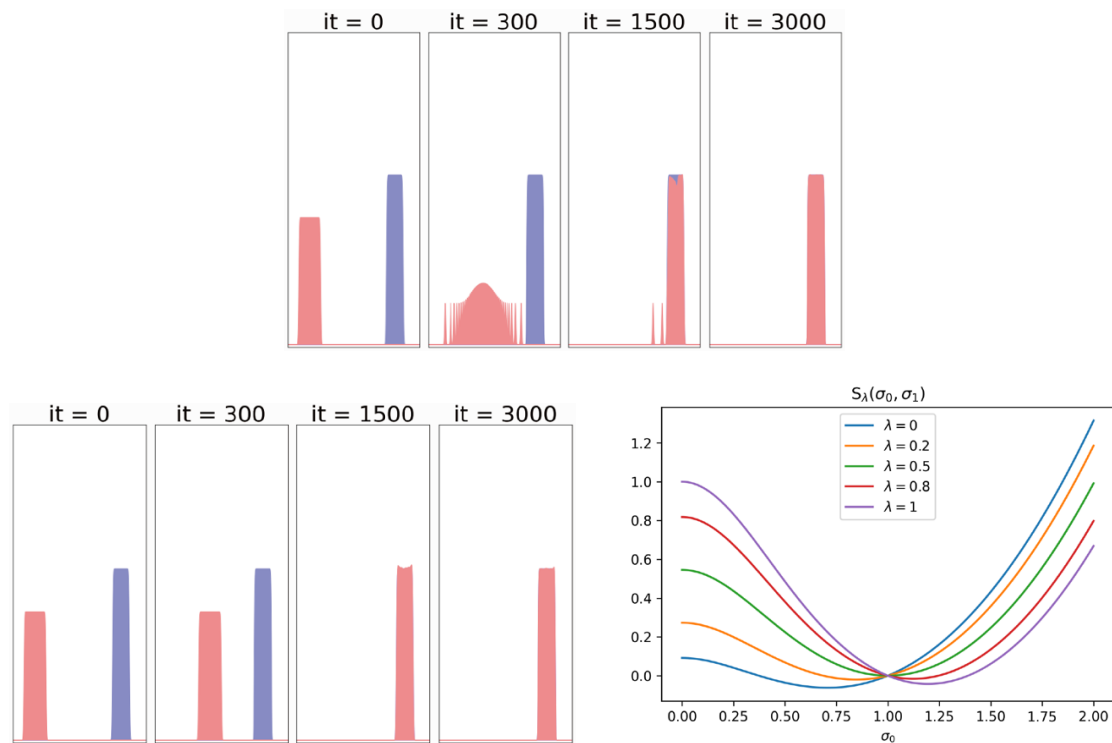 it = 0 it = 300 it = 1500 it = 3000
it = 0 it = 300 it = 1500 it = 3000
S_λ(σ₀, σ₁)
λ = 0
λ = 0.2
λ = 0.5
λ = 0.8
λ = 1
1.2
1.0
0.8
0.6
0.4
0.2
0.0
0.00 0.25 0.50 0.75 1.00 1.25 1.50 1.75 2.00
σ₀